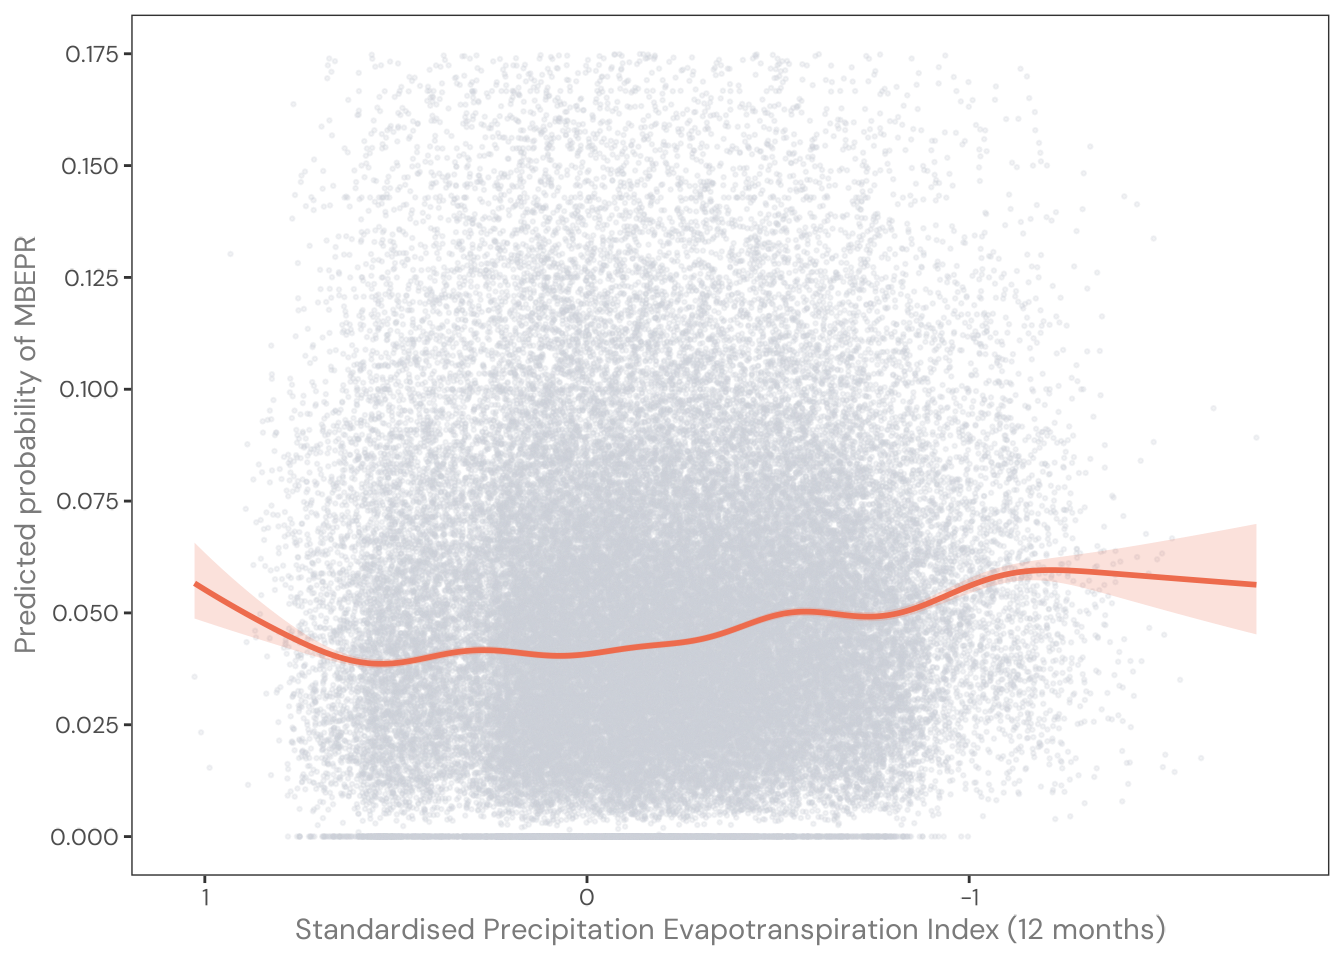 Predicted probability of MBEPR
0.175
0.150
0.125
0.100
0.075
0.050
0.025
0.000
1 0 -1
Standardised Precipitation Evapotranspiration Index (12 months)